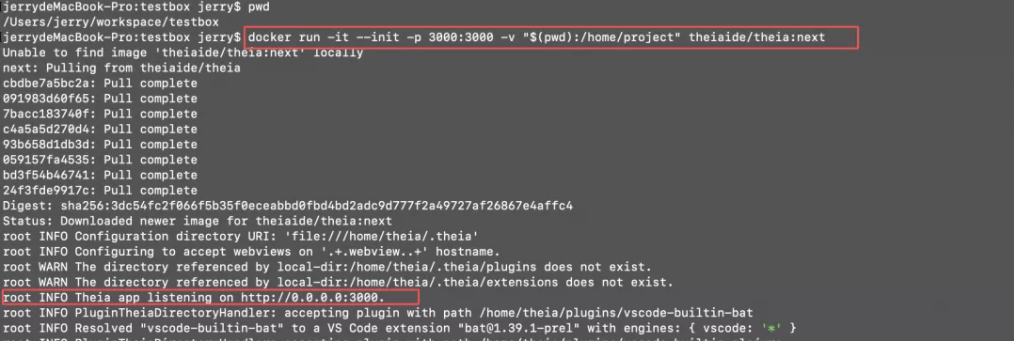 jerrydeMacBook-Pro:testbox jerry$ pwd
/Users/jerry/workspace/testbox
jerrydeMacBook-Pro:testbox jerry$ docker run -it --init -p 3000:3000 -v "$(pwd):/home/project" theiaide/theia:next
Unable to find image 'theiaide/theia:next' locally
next: Pulling from theiaide/theia
cbdbe7a5bc2a: Pull complete
091983d60f65: Pull complete
7bacc183740f: Pull complete
c4a5a5d270d4: Pull complete
93b658d1db3d: Pull complete
059157fa4535: Pull complete
bd3f54b46741: Pull complete
24f3fde9917c: Pull complete
Digest: sha256:3dc54fc2f066f5b35f0eceabbd0fbd4bd2adc9d777f2a49727af26867e4affc4
Status: Downloaded newer image for theiaide/theia:next
root INFO Configuration directory URI: 'file:///home/theia/.theia'
root INFO Configuring to accept webviews on '.+.webview..+' hostname.
root WARN The directory referenced by local-dir:/home/theia/.theia/plugins does not exist.
root WARN The directory referenced by local-dir:/home/theia/.theia/extensions does not exist.
root INFO Theia app listening on http://0.0.0.0:3000.
root INFO PluginTheiaDirectoryHandler: accepting plugin with path /home/theia/plugins/vscode-builtin-bat
root INFO Resolved "vscode-builtin-bat" to a VS Code extension "bat@1.39.1-prel" with engines: { vscode: '*' }